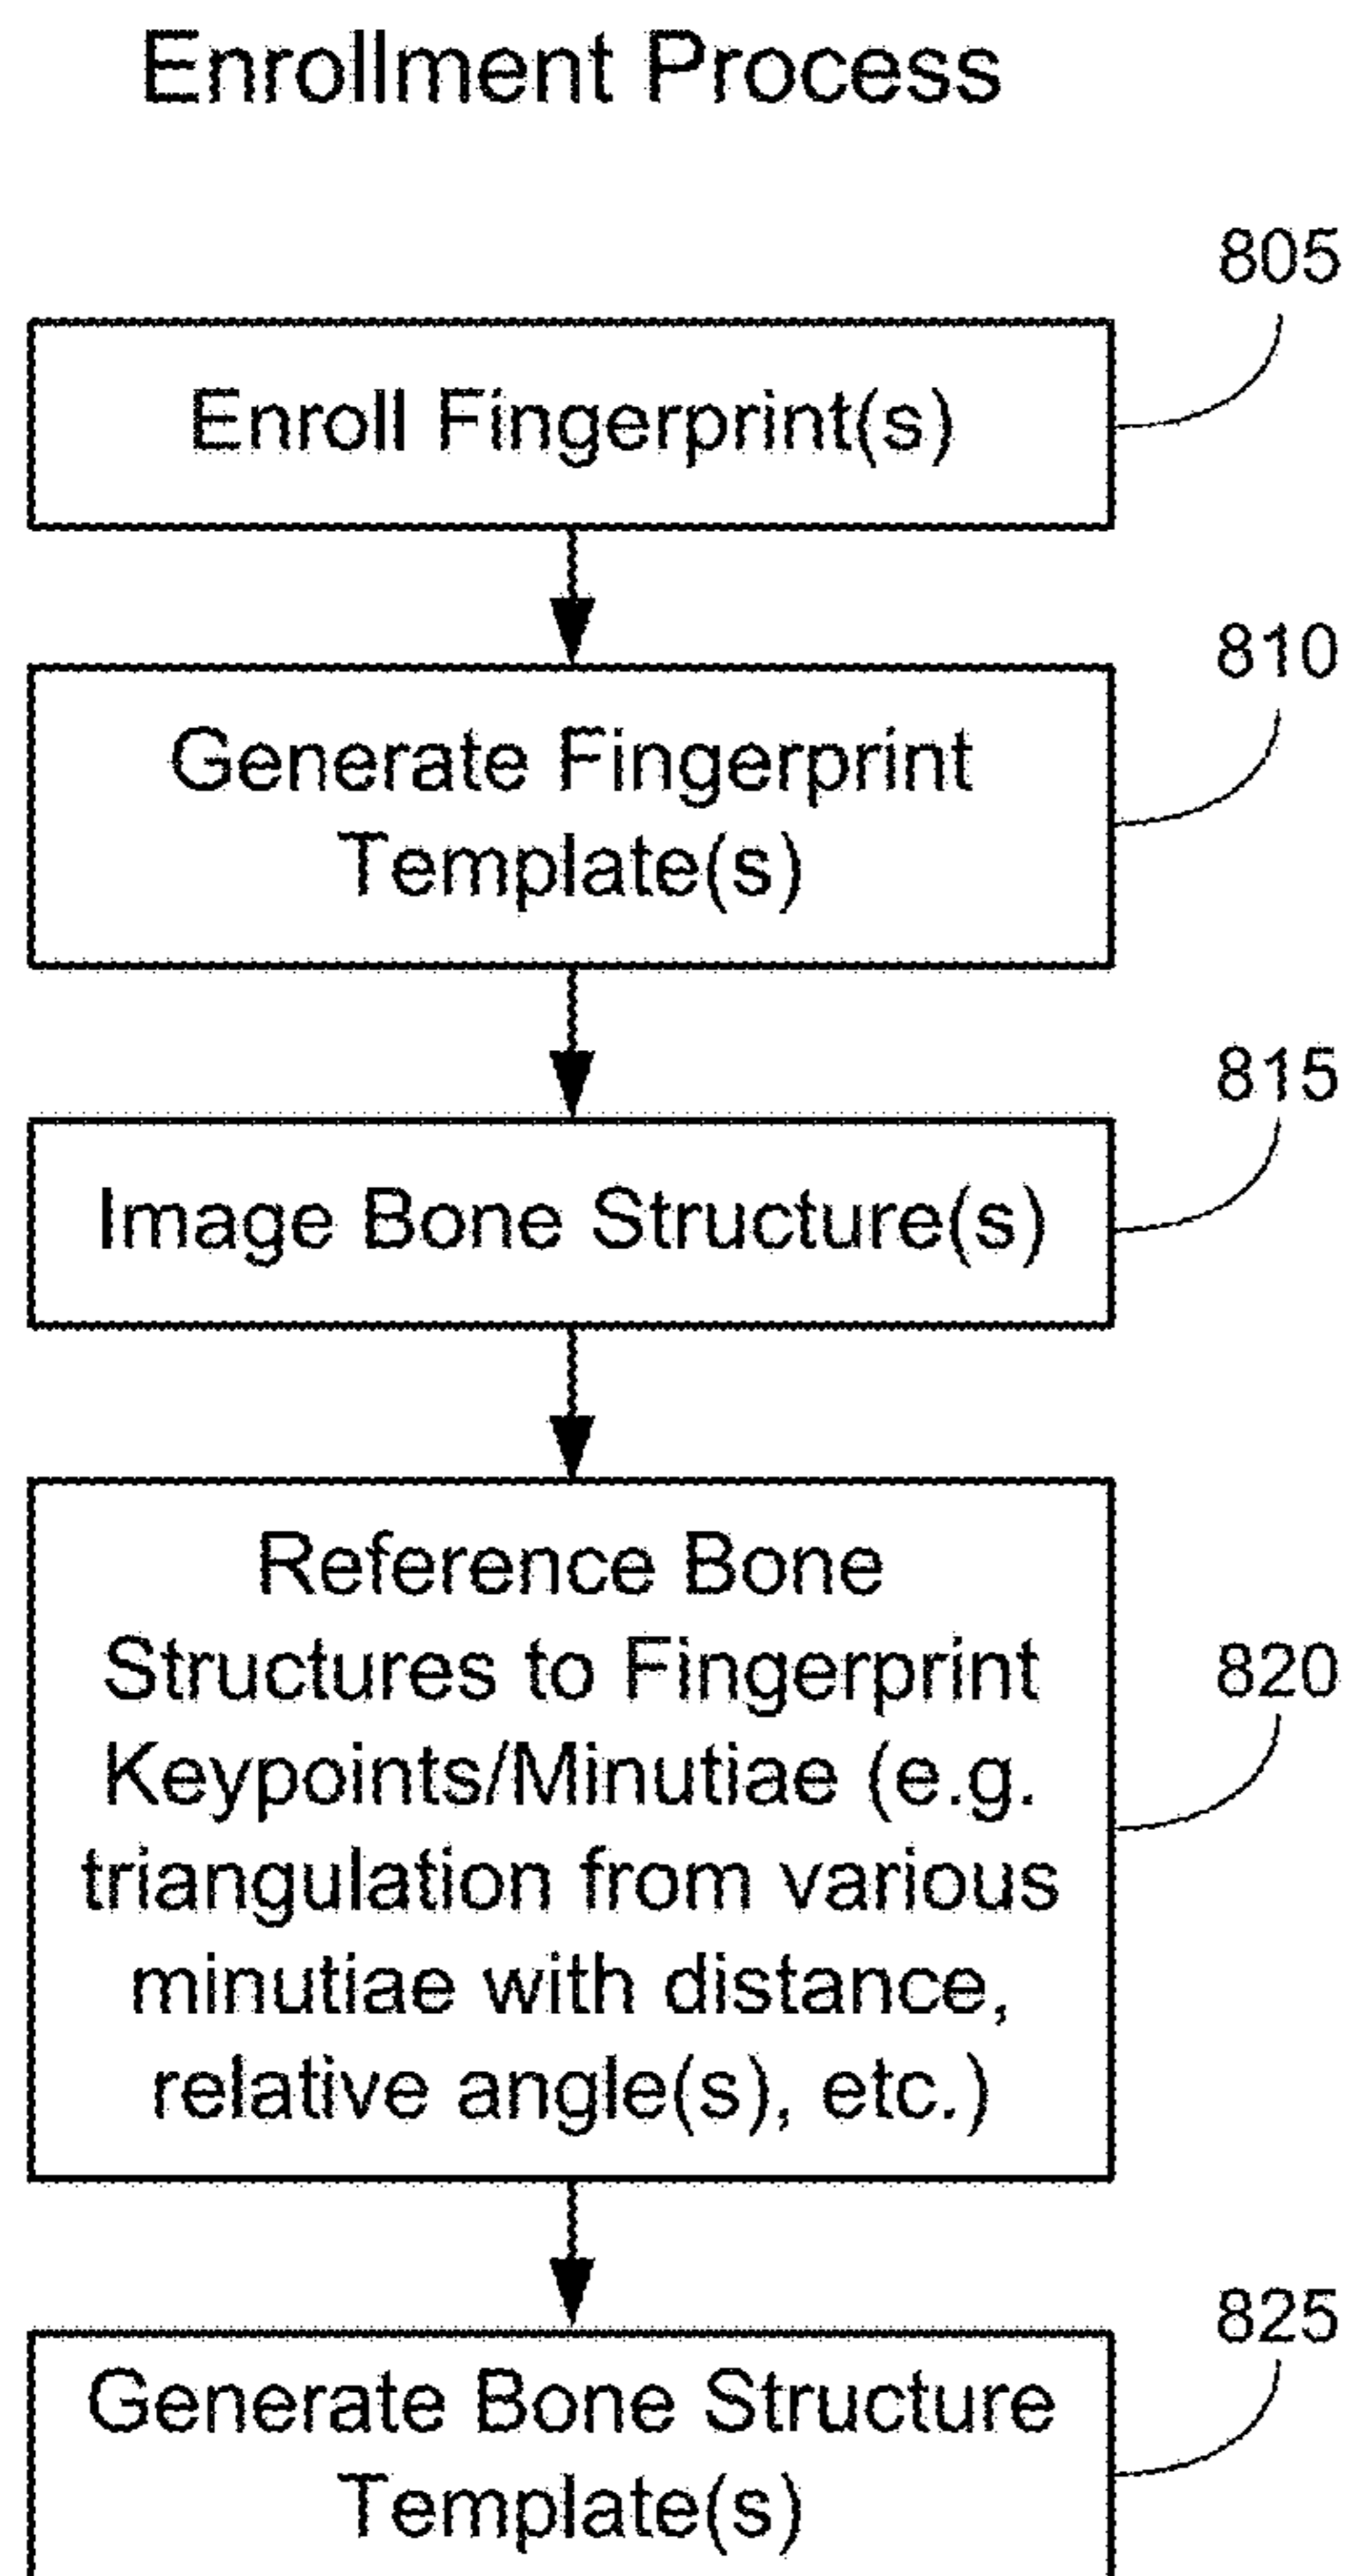 Enrollment Process
805
Enroll Fingerprint(s)
810
Generate Fingerprint
Template(s)
815
Image Bone Structure(s)
Reference Bone
Structures to Fingerprint
820
Keypoints/Minutiae (e.g.
triangulation from various
minutiae with distance,
relative angle(s), etc.)
825
Generate Bone Structure
Template(s)